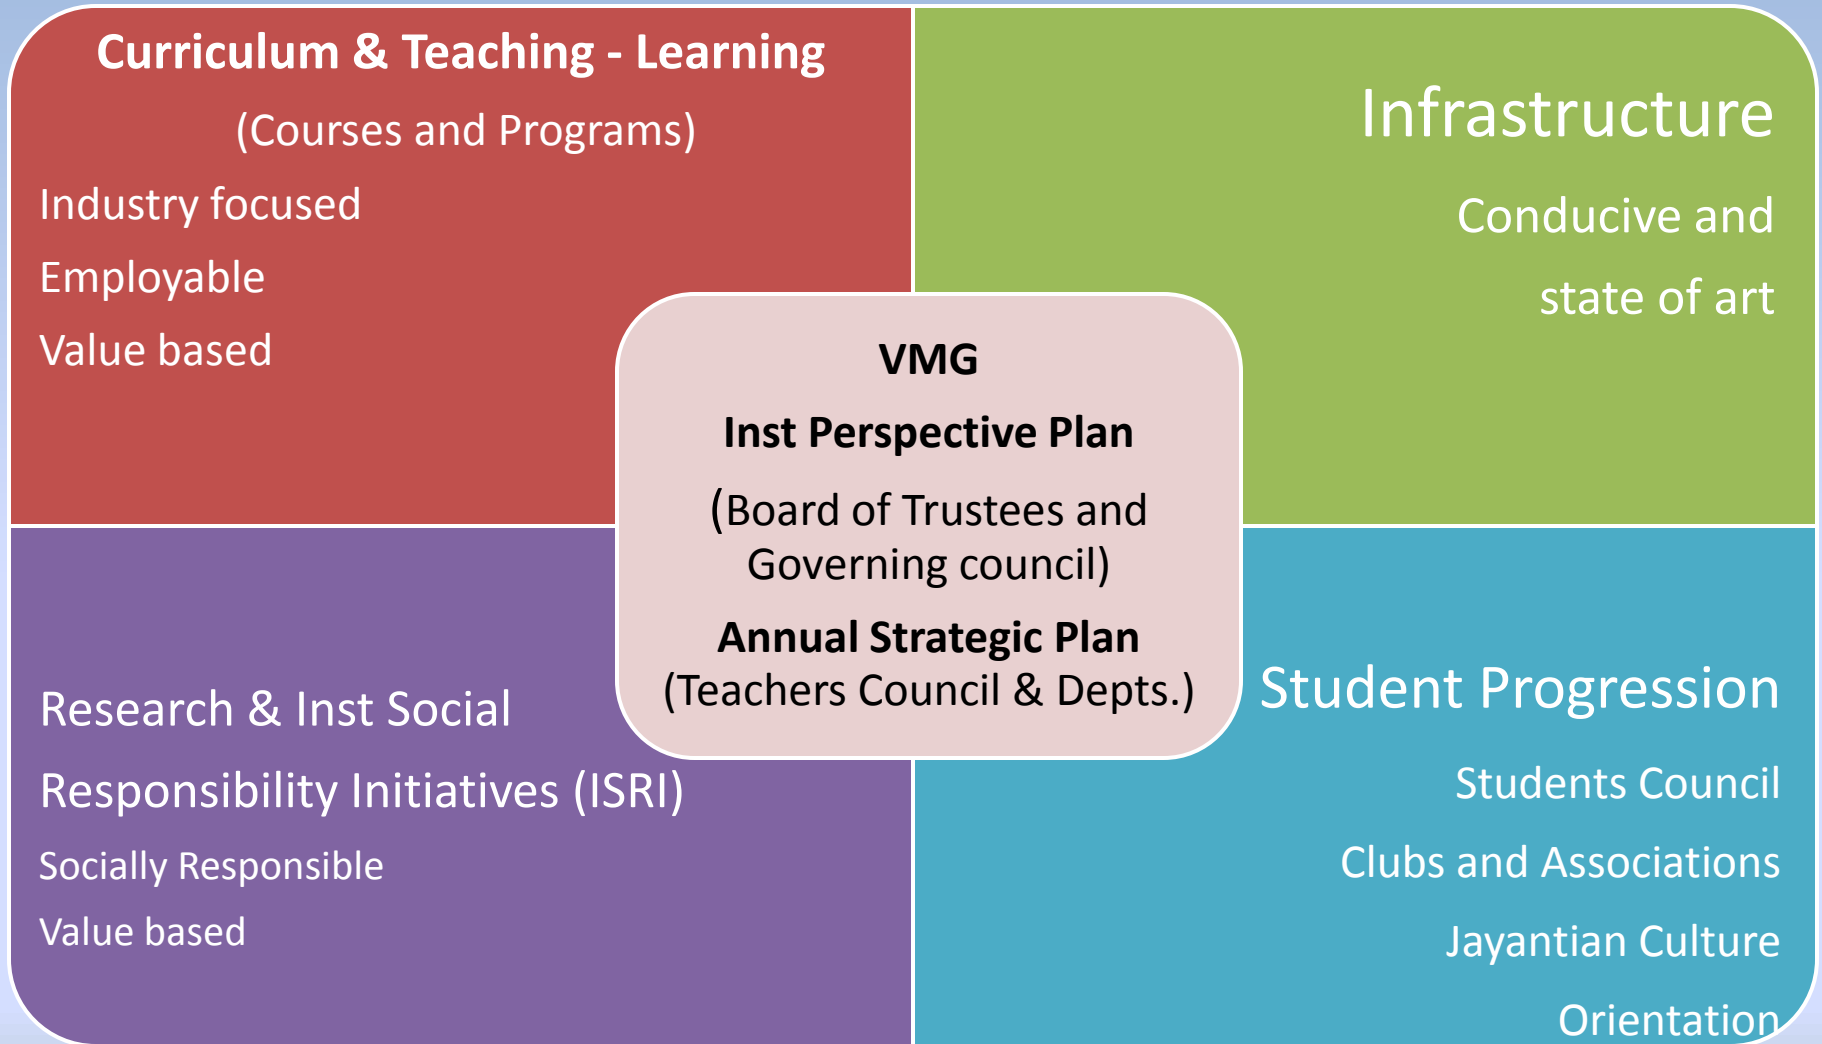 Curriculum & Teaching - Learning
(Courses and Programs)
Industry focused
Employable
Value based
Infrastructure
Conducive and
state of art
VMG
Inst Perspective Plan
(Board of Trustees and
Governing council)
Annual Strategic Plan
(Teachers Council & Depts.)
Research & Inst Social
Responsibility Initiatives (ISRI)
Socially Responsible
Value based
Student Progression
Students Council
Clubs and Associations
Jayantian Culture
Orientation